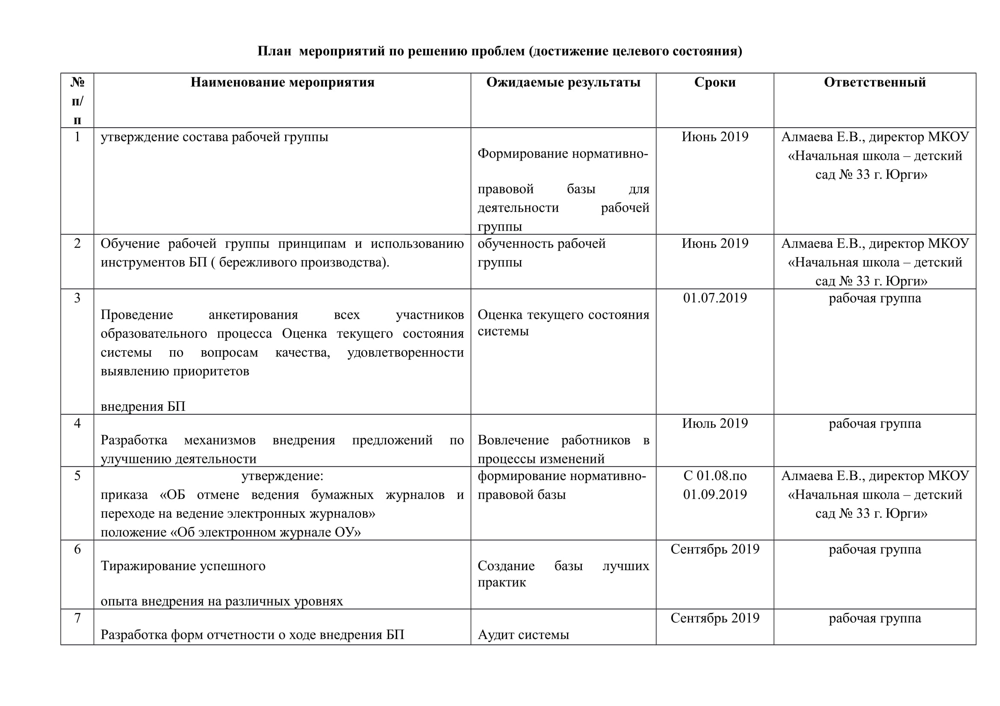 План  мероприятий по решению проблем (достижение целевого состояния)
№
п/
п
Наименование мероприятия
Ожидаемые результаты
Сроки
Ответственный
1
утверждение состава рабочей группы
Формирование нормативно-
правовой базы для
деятельности рабочей
группы
Июнь 2019
Алмаева Е.В., директор МКОУ
«Начальная школа – детский
сад № 33 г. Юрги»
2
Обучение рабочей группы принципам и использованию
инструментов БП ( бережливого производства).
обученность рабочей
группы
Июнь 2019
Алмаева Е.В., директор МКОУ
«Начальная школа – детский
сад № 33 г. Юрги»
3
Проведение анкетирования всех участников
образовательного процесса Оценка текущего состояния
системы по вопросам качества, удовлетворенности
выявлению приоритетов
внедрения БП
Оценка текущего состояния
системы
01.07.2019
рабочая группа
4
Разработка механизмов внедрения предложений по
улучшению деятельности
Вовлечение работников в
процессы изменений
Июль 2019
рабочая группа
5
утверждение:
приказа «ОБ отмене ведения бумажных журналов и
переходе на ведение электронных журналов»
положение «Об электронном журнале ОУ»
формирование нормативно-
правовой базы
С 01.08.по
01.09.2019
Алмаева Е.В., директор МКОУ
«Начальная школа – детский
сад № 33 г. Юрги»
6
Тиражирование успешного
опыта внедрения на различных уровнях
Создание базы лучших
практик
Сентябрь 2019
рабочая группа
7
Разработка форм отчетности о ходе внедрения БП
Аудит системы
Сентябрь 2019
рабочая группа